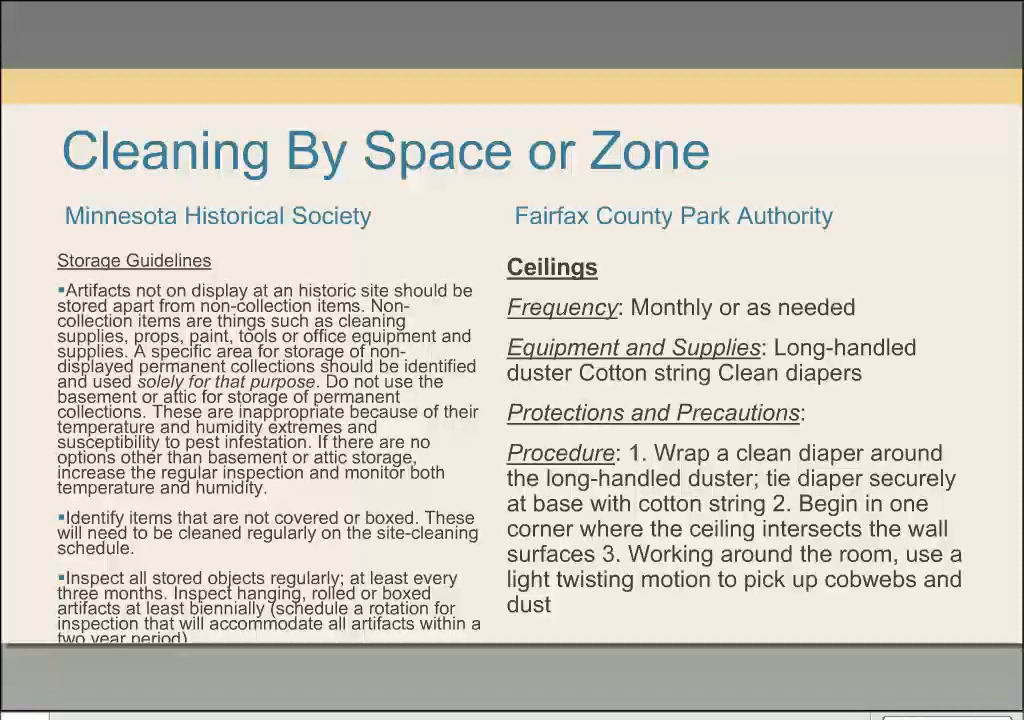 Cleaning By Space or Zone
Minnesota Historical Society
Storage Guidelines
▪Artifacts not on display at an historic site should be
stored apart from non-collection items. Non-
collection items are things such as cleaning
supplies, props, paint, tools or office equipment and
supplies. A specific area for storage of non-
displayed permanent collections should be identified
and used solely for that purpose. Do not use the
basement or attic for storage of permanent
collections. These are inappropriate because of their
temperature and humidity extremes and
susceptibility to pest infestation. If there are no
options other than basement or attic storage,
increase the regular inspection and monitor both
temperature and humidity.
▪Identify items that are not covered or boxed. These
will need to be cleaned regularly on the site-cleaning
schedule.
▪Inspect all stored objects regularly; at least every
three months. Inspect hanging, rolled or boxed
artifacts at least biennially (schedule a rotation for
inspection that will accommodate all artifacts within a
two year period)
Fairfax County Park Authority
Ceilings
Frequency: Monthly or as needed
Equipment and Supplies: Long-handled
duster Cotton string Clean diapers
Protections and Precautions:
Procedure: 1. Wrap a clean diaper around
the long-handled duster; tie diaper securely
at base with cotton string 2. Begin in one
corner where the ceiling intersects the wall
surfaces 3. Working around the room, use a
light twisting motion to pick up cobwebs and
dust